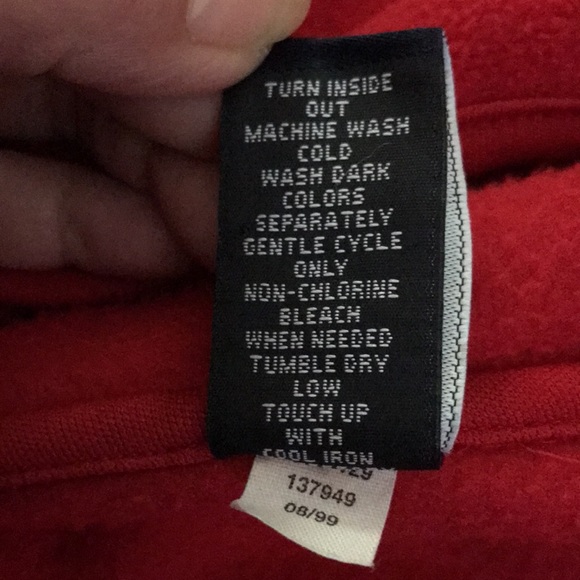 TURN INSIDE
OUT
MACHINE WASH
COLD
WASH DARK
COLORS
SEPARATELY
GENTLE CYCLE
ONLY
NON-CHLORINE
BLEACH
WHEN NEEDED
TUMBLE DRY
LOW
TOUCH UP
WITH
COOL IRON
137949
08/99